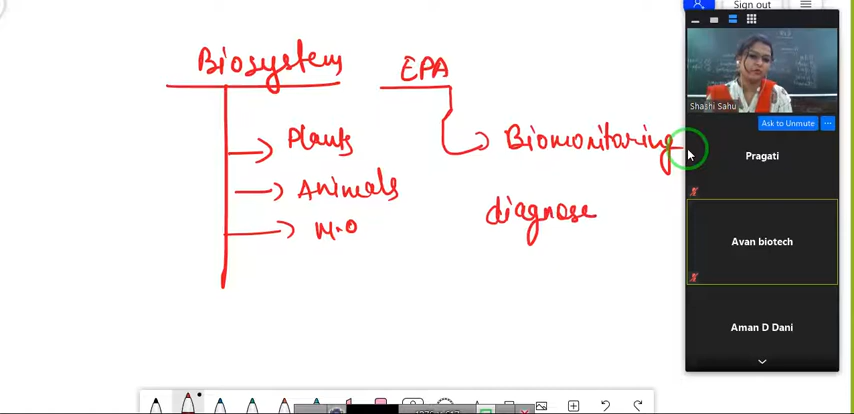 Sign out
Biosystem
EPA
Plants
Biomonitoring
Animals
diagnose
M.O
Shashi Sahu
Ask to Unmute
...
Pragati
Avan biotech
Aman D Dani